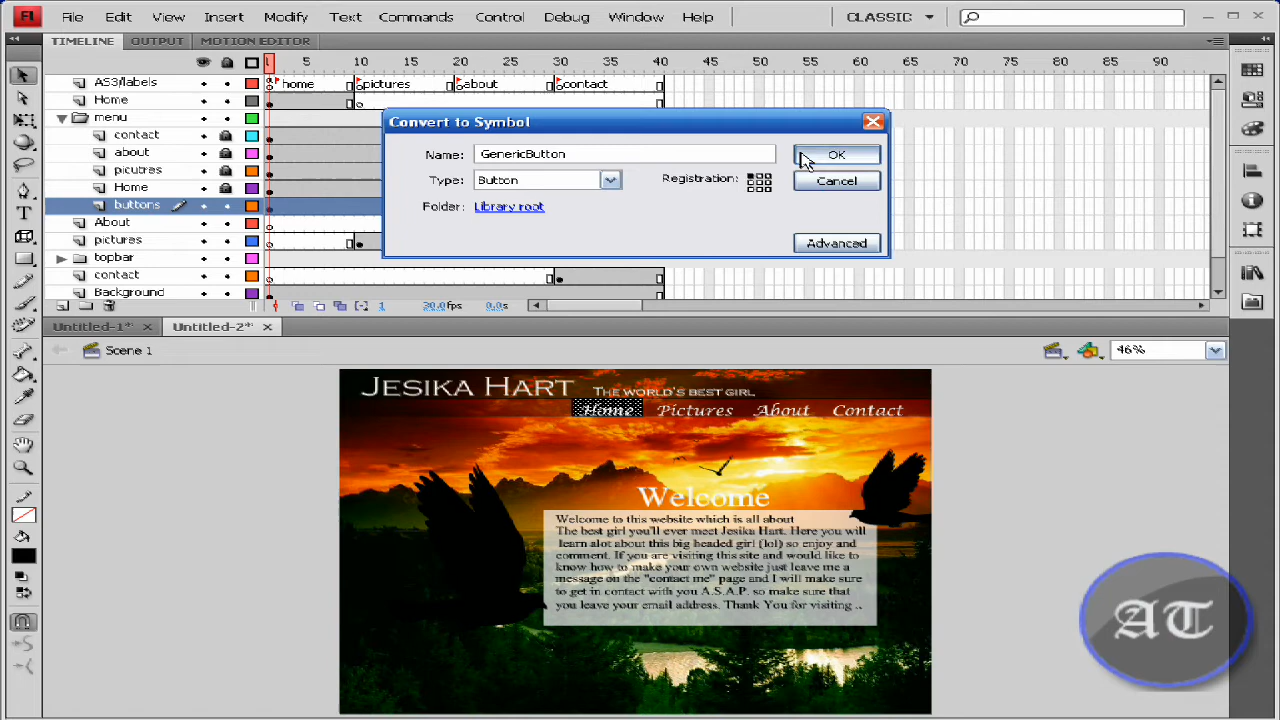 Fl File Edit View Insert Modify Text Commands Control Debug Window Help CLASSIC
TIMELINE OUTPUT MOTION EDITOR
1 5 10 15 20 25 30 35 40 45 50 55 60 65 70 75 80 85 90
AS3/labels home pictures about contact
Home
menu
contact
about
picutres
Home
buttons
About
pictures
topbar
contact
Background
Convert to Symbol
Name: GenericButton OK
Type: Button Registration: Cancel
Folder: Library root
Advanced
1 30.0fps 0.0s
Untitled-1* Untitled-2*
Scene 1 46%
JESIKA HART THE WORLD'S BEST GIRL
Home Pictures About Contact
Welcome
Welcome to this website which is all about
The best girl you'll ever meet Jesika Hart. Here you will
learn alot about this big headed girl (lol) so enjoy and
comment. If you are visiting this site and would like to
know how to make your own website just leave me a
message on the "contact me" page and I will make sure
to get in contact with you A.S.A.P. so make sure that
you leave your email address. Thank You for visiting ..
AT
T